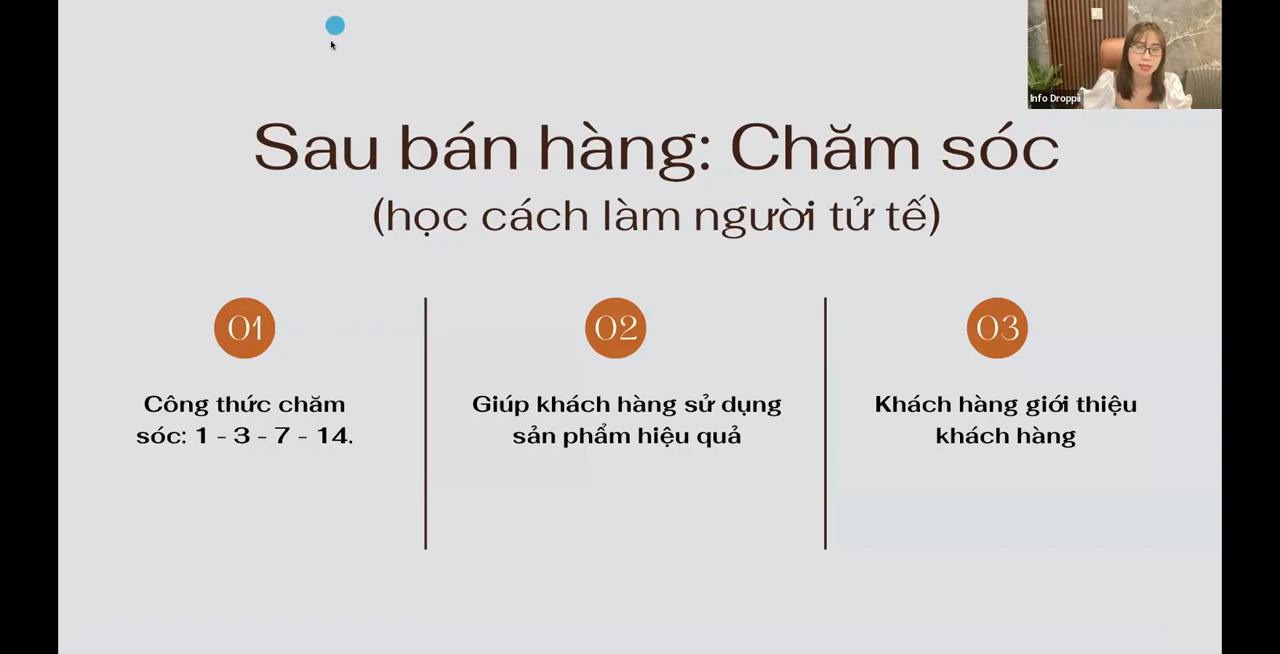 Info Droppii
Sau bán hàng: Chăm sóc
(học cách làm người tử tế)
01
Công thức chăm
sóc: 1 - 3 - 7 - 14.
02
Giúp khách hàng sử dụng
sản phẩm hiệu quả
03
Khách hàng giới thiệu
khách hàng